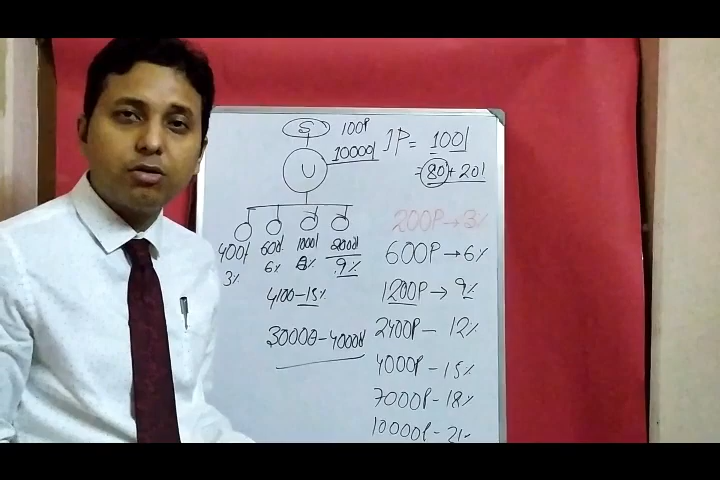 S 100P
10000/-
U
400/- 600/- 1000/- 2000/-
3% 6% 6% 9%
4100-15%
30000-40000/-
1P= 100/-
=80+20/-
200P→3%
600P→6%
1200P→9%
2400P- 12%
4000P-15%
7000P-18%
10000P-21%